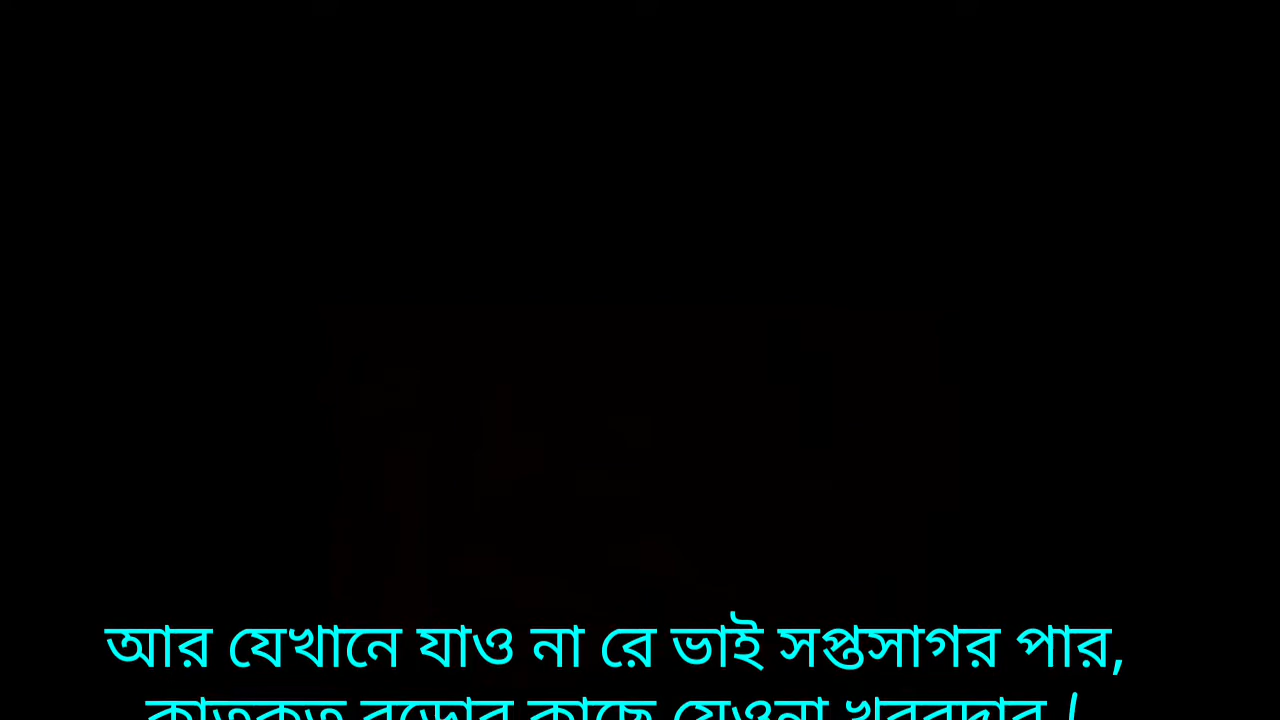 আর যেখানে যাও না রে ভাই সপ্তসাগর পার,
কাতুকুতু বুড়োর কাছে যেওনা খবরদার !